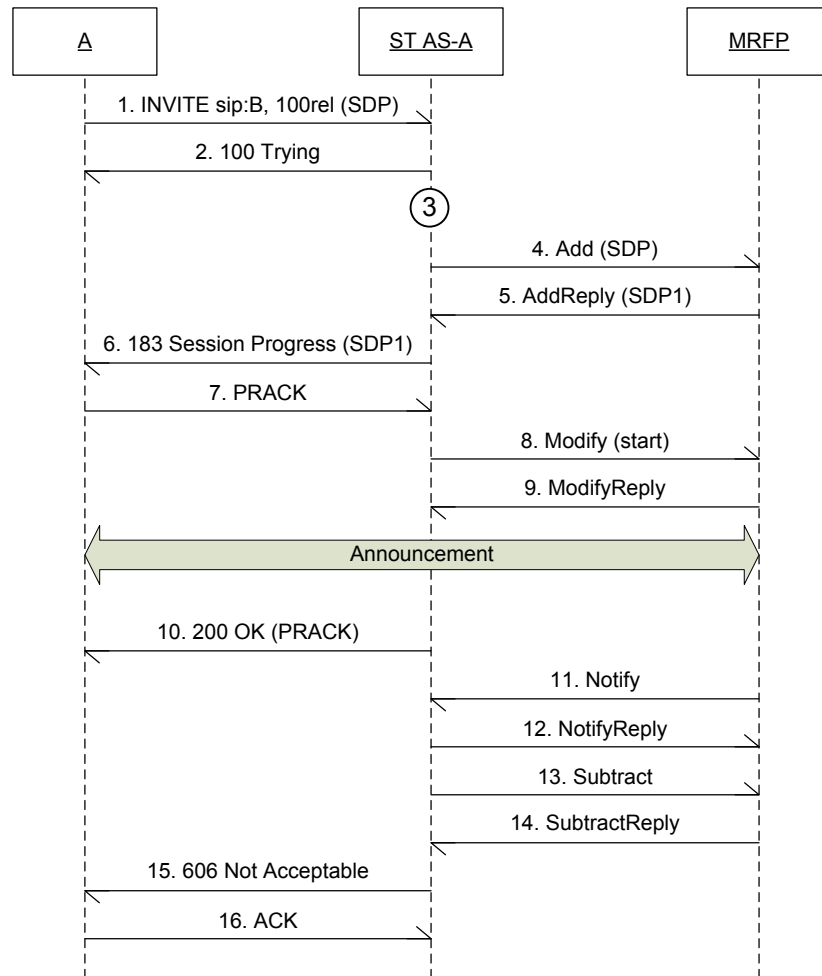 A
ST AS-A
MRFP
1. INVITE sip:B, 100rel (SDP)
2. 100 Trying
3
4. Add (SDP)
5. AddReply (SDP1)
6. 183 Session Progress (SDP1)
7. PRACK
8. Modify (start)
9. ModifyReply
Announcement
10. 200 OK (PRACK)
11. Notify
12. NotifyReply
13. Subtract
14. SubtractReply
15. 606 Not Acceptable
16. ACK